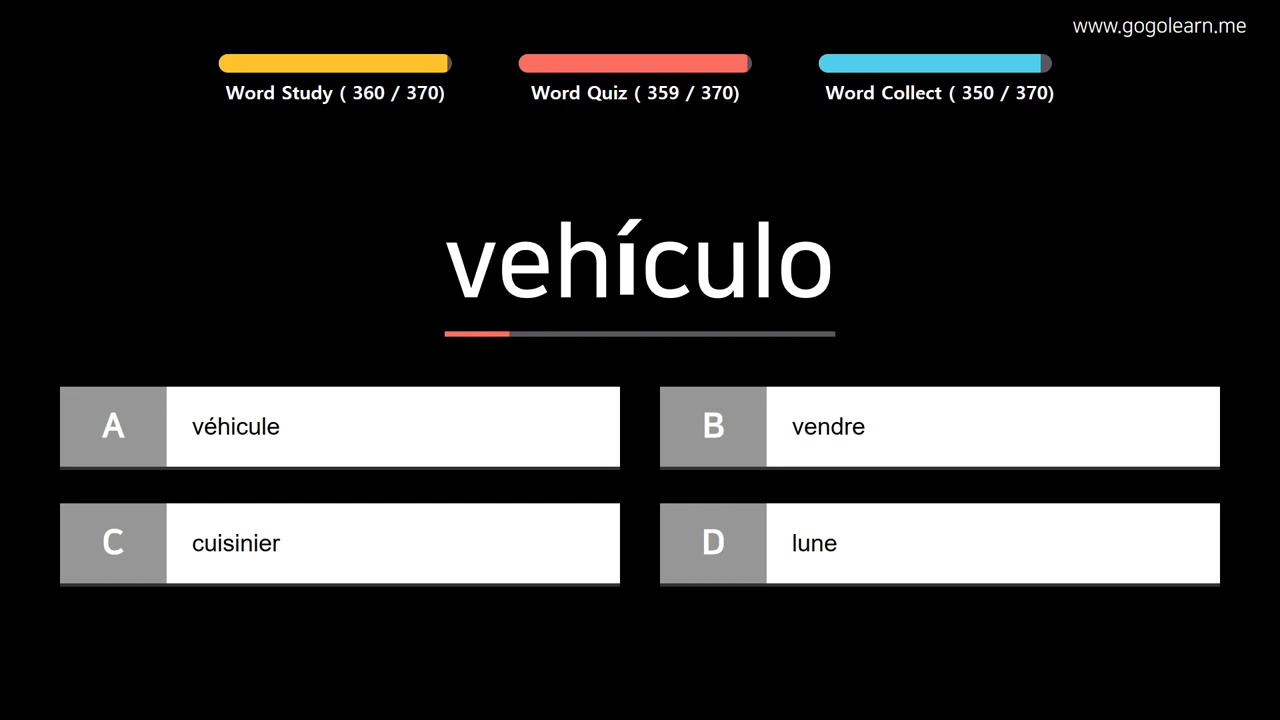 www.gogolearn.me
Word Study ( 360 / 370)
Word Quiz ( 359 / 370)
Word Collect ( 350 / 370)
vehículo
A
véhicule
B
vendre
C
cuisinier
D
lune